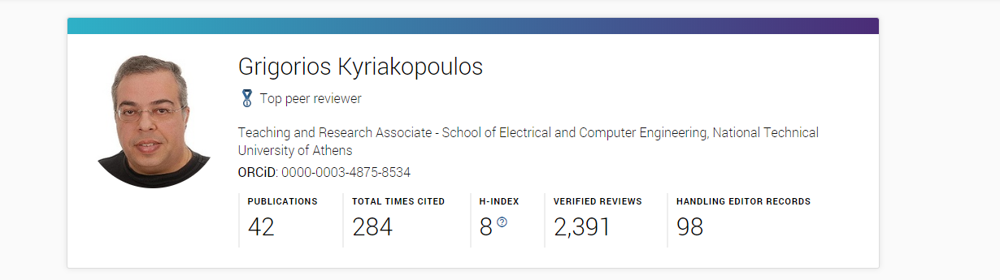 Grigorios Kyriakopoulos
Top peer reviewer
Teaching and Research Associate - School of Electrical and Computer Engineering, National Technical
University of Athens
ORCiD: 0000-0003-4875-8534
PUBLICATIONS TOTAL TIMES CITED H-INDEX VERIFIED REVIEWS HANDLING EDITOR RECORDS
42 284 8 ? 2,391 98